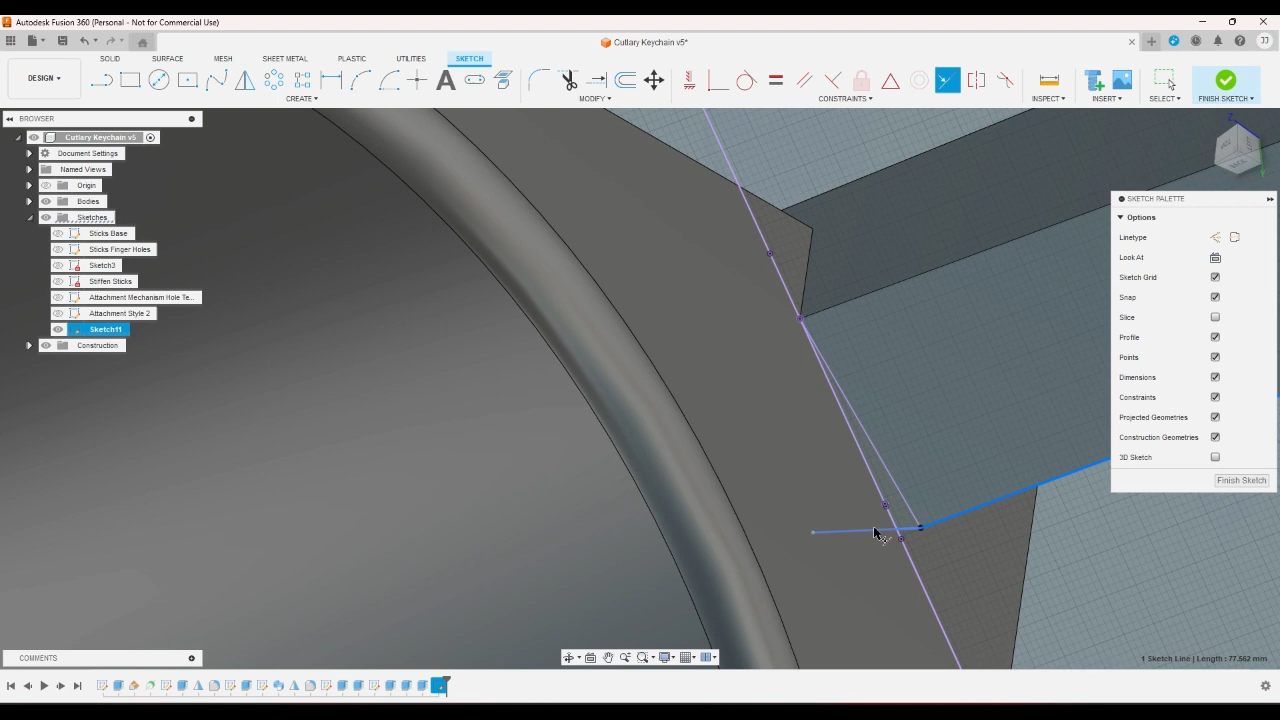 Autodesk Fusion 360 (Personal - Not for Commercial Use)
Cutlary Keychain v5*
JJ
DESIGN
SOLID
SURFACE
MESH
SHEET METAL
PLASTIC
UTILITIES
SKETCH
CREATE
MODIFY
CONSTRAINTS
INSPECT
INSERT
SELECT
FINISH SKETCH
BROWSER
Cutlary Keychain v5
Document Settings
Named Views
Origin
Bodies
Sketches
Sticks Base
Sticks Finger Holes
Sketch3
Stiffen Sticks
Attachment Mechanism Hole Te...
Attachment Style 2
Sketch11
Construction
SKETCH PALETTE
Options
Linetype
Look At
Sketch Grid
Snap
Slice
Profile
Points
Dimensions
Constraints
Projected Geometries
Construction Geometries
3D Sketch
Finish Sketch
COMMENTS
1 Sketch Line | Length : 77.562 mm